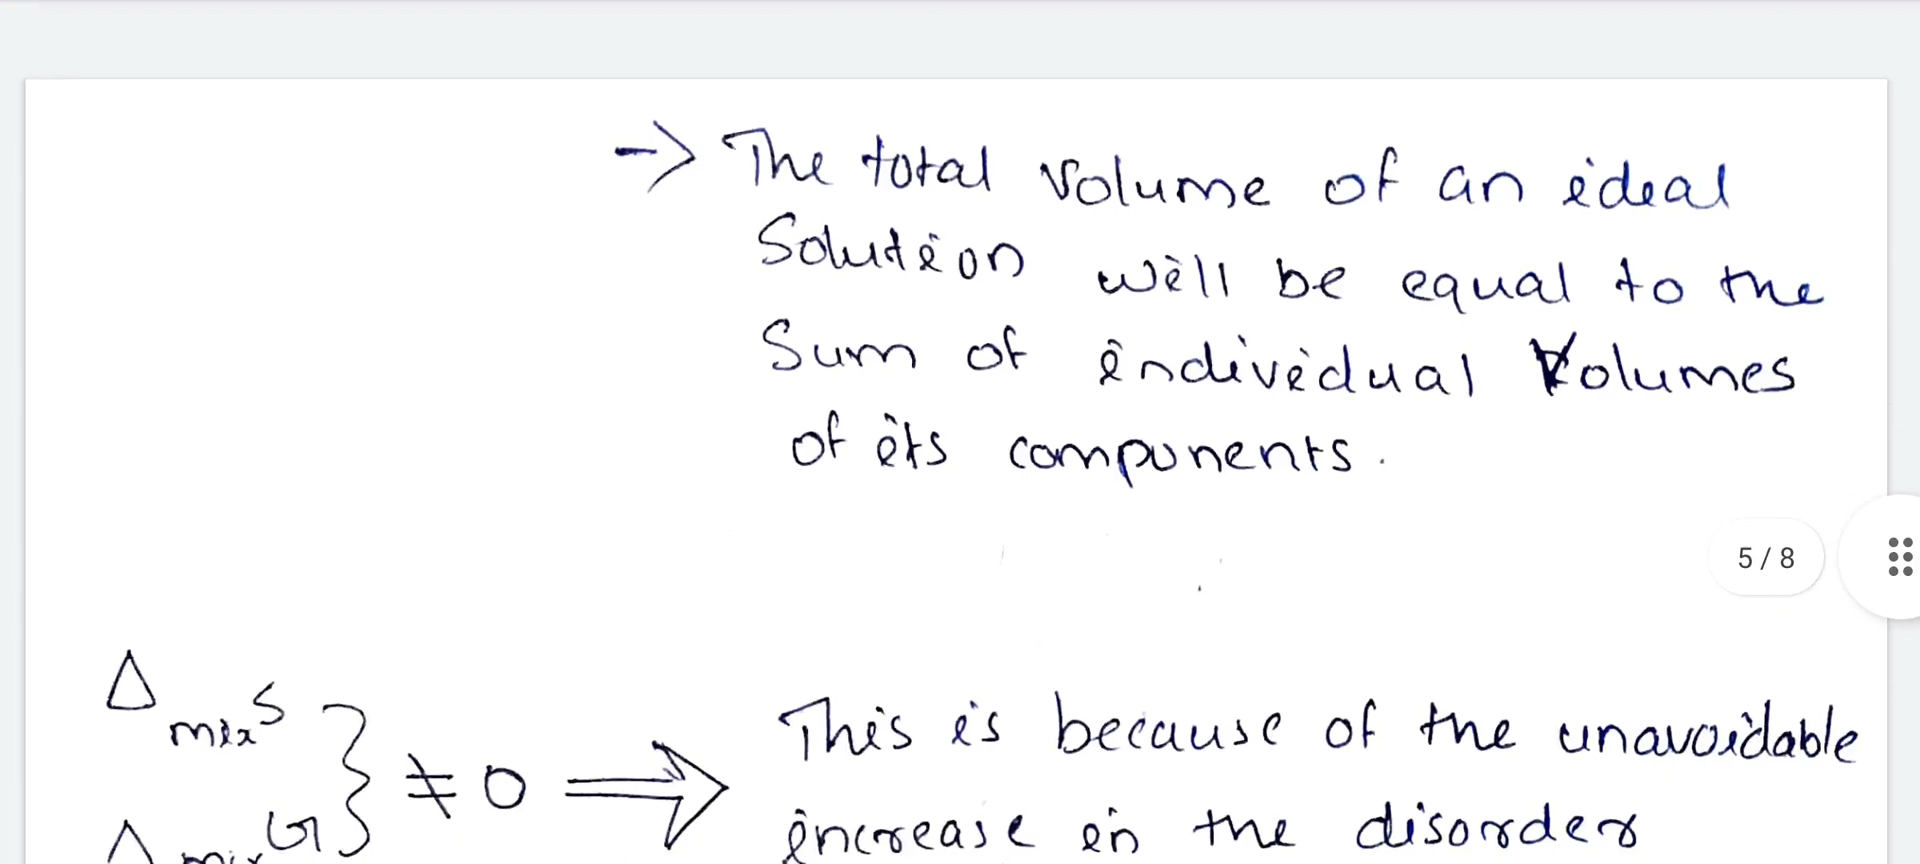 -> The total volume of an ideal
Solution will be equal to the
Sum of individual Volumes
of its components.
5 / 8
Δmix S
Δmix G } ≠ 0 ⟹ This is because of the unavoidable
increase in the disorder